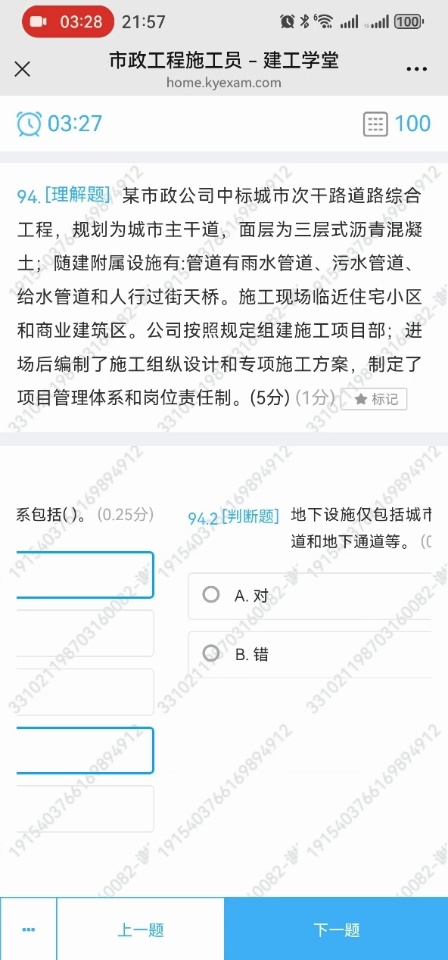 03:28 21:57 6 100
市政工程施工员 – 建工学堂
home.kyexam.com
03:27 100
94. [理解题] 某市政公司中标城市次干路道路综合
工程，规划为城市主干道，面层为三层式沥青混凝
土；随建附属设施有:管道有雨水管道、污水管道、
给水管道和人行过街天桥。施工现场临近住宅小区
和商业建筑区。公司按照规定组建施工项目部；进
场后编制了施工组纵设计和专项施工方案，制定了
项目管理体系和岗位责任制。(5分) (1分) 标记
系包括( )。 (0.25分)
94.2 [判断题] 地下设施仅包括城市
道和地下通道等。
A. 对
B. 错
上一题 下一题